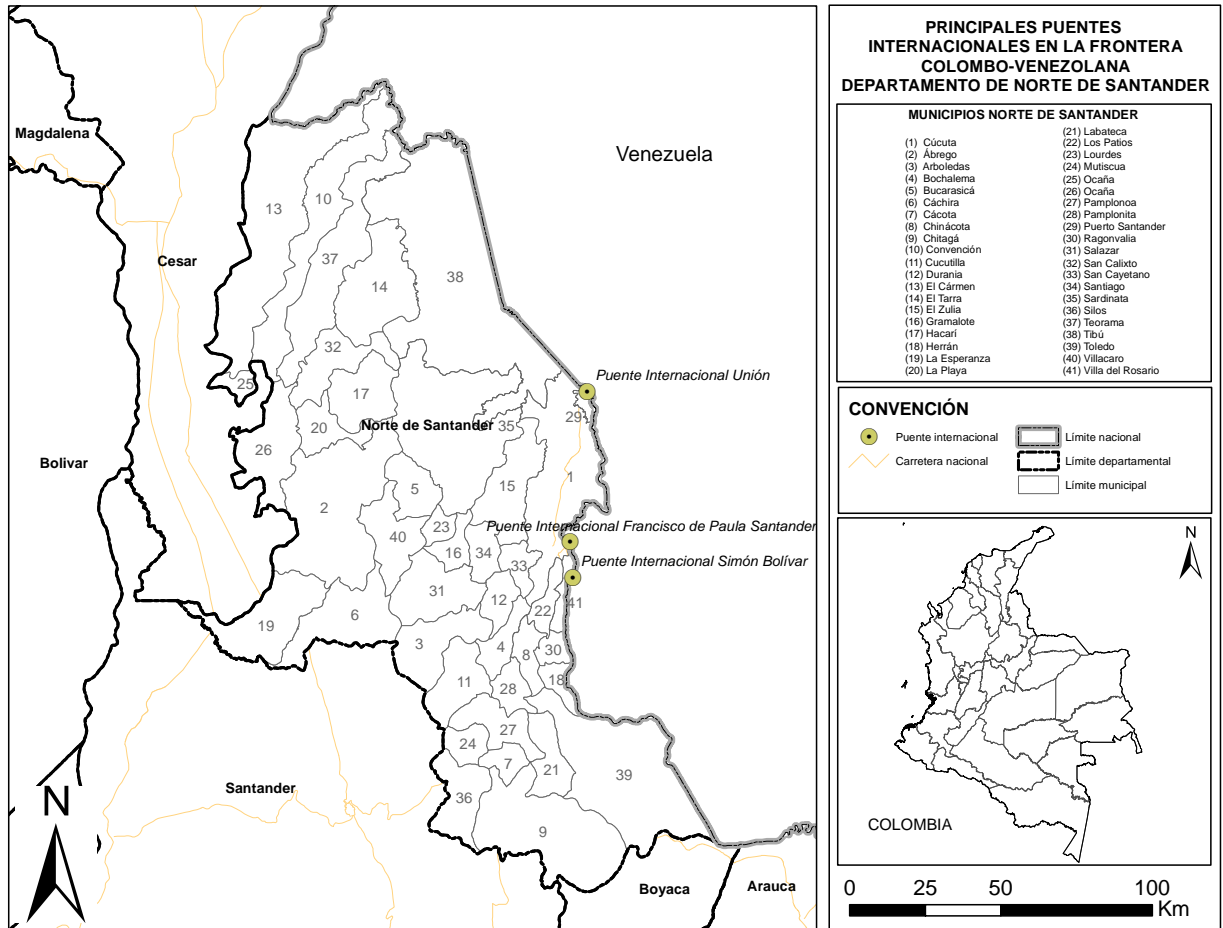 Magdalena
Venezuela
13
10
Cesar
37
38
14
32
Puente Internacional Unión
25
17
29
20
Norte de Santander
35
26
Bolivar
1
5
15
2
23
Puente Internacional Francisco de Paula Santander
40
16
34
Puente Internacional Simón Bolívar
33
31
12
41
22
6
19
3
4
8
30
11
28
18
27
24
7
21
39
36
Santander
N
9
Boyaca
Arauca
PRINCIPALES PUENTES
INTERNACIONALES EN LA FRONTERA
COLOMBO-VENEZOLANA
DEPARTAMENTO DE NORTE DE SANTANDER
MUNICIPIOS NORTE DE SANTANDER
(1) Cúcuta
(2) Ábrego
(3) Arboledas
(4) Bochalema
(5) Bucarasicá
(6) Cáchira
(7) Cácota
(8) Chinácota
(9) Chitagá
(10) Convención
(11) Cucutilla
(12) Durania
(13) El Cármen
(14) El Tarra
(15) El Zulia
(16) Gramalote
(17) Hacarí
(18) Herrán
(19) La Esperanza
(20) La Playa
(21) Labateca
(22) Los Patios
(23) Lourdes
(24) Mutiscua
(25) Ocaña
(26) Ocaña
(27) Pamplonoa
(28) Pamplonita
(29) Puerto Santander
(30) Ragonvalia
(31) Salazar
(32) San Calixto
(33) San Cayetano
(34) Santiago
(35) Sardinata
(36) Silos
(37) Teorama
(38) Tibú
(39) Toledo
(40) Villacaro
(41) Villa del Rosario
CONVENCIÓN
Puente internacional
Carretera nacional
Límite nacional
Límite departamental
Límite municipal
N
COLOMBIA
0 25 50 100
Km